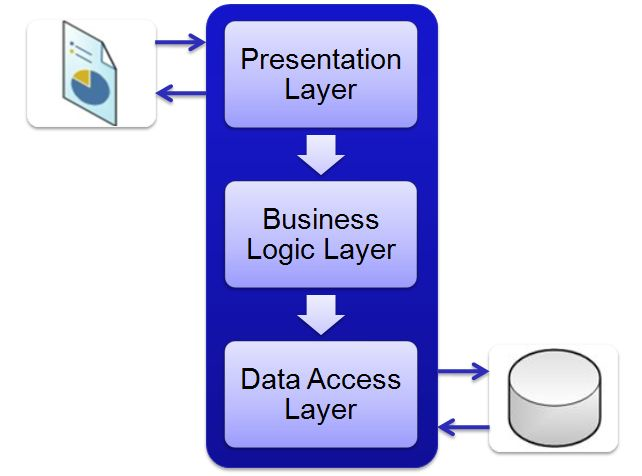 Presentation
Layer
Business
Logic Layer
Data Access
Layer